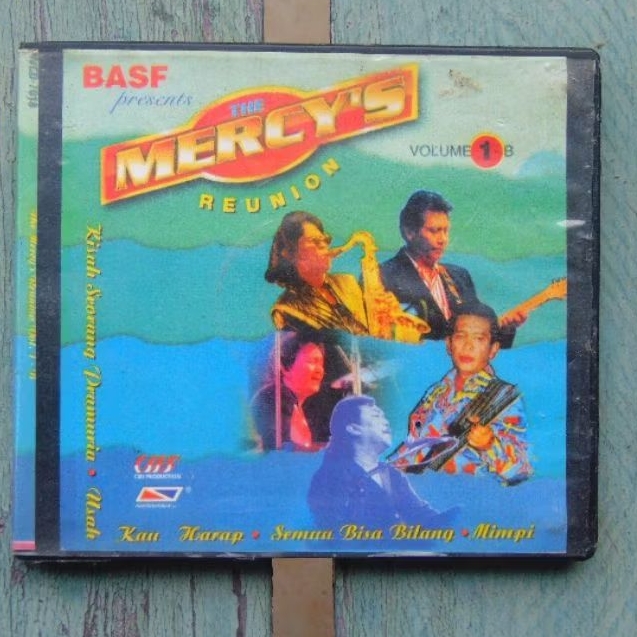 BASF
presents
THE
MERCY'S
REUNION
VOLUME 1-B
Kisah Seorang Pramuria • Usah
Kau Harap • Semua Bisa Bilang • Mimpi